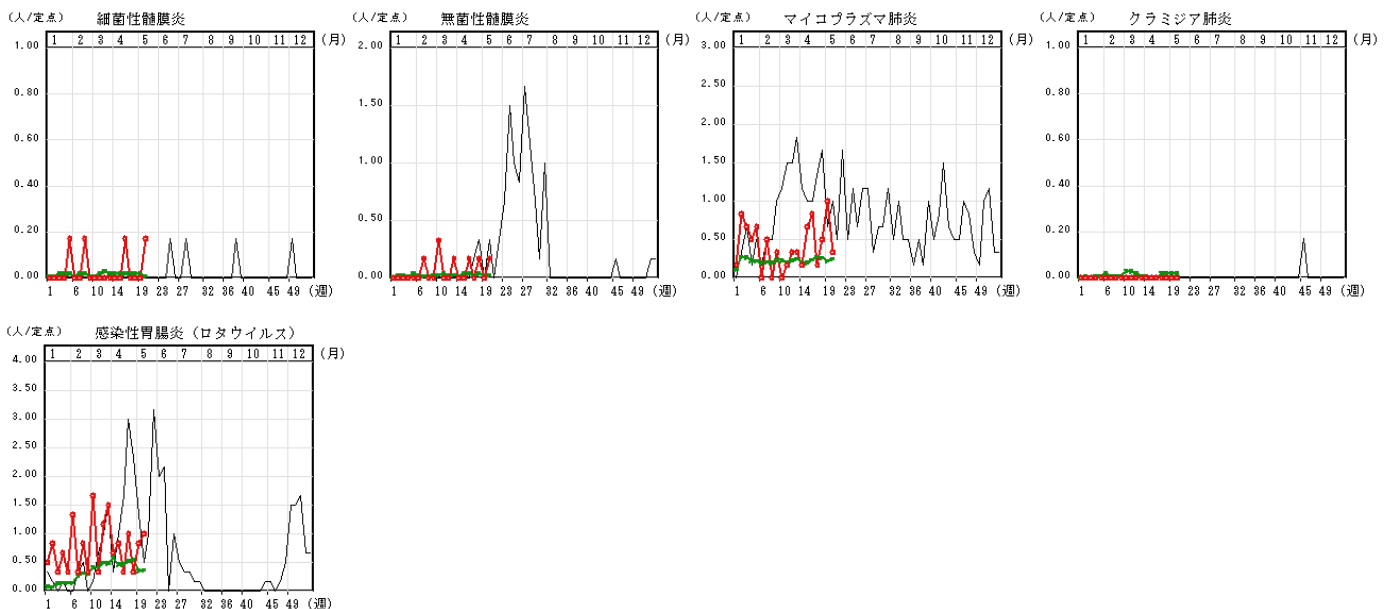 (人/定点) 細菌性髄膜炎
1.00 0.80 0.60 0.40 0.20 0.00
1 2 3 4 5 6 7 8 9 10 11 12 (月)
1 6 10 14 19 23 27 32 36 40 45 49 (週)
(人/定点) 無菌性髄膜炎
2.00 1.50 1.00 0.50 0.00
1 2 3 4 5 6 7 8 9 10 11 12 (月)
1 6 10 14 19 23 27 32 36 40 45 49 (週)
(人/定点) マイコプラズマ肺炎
3.00 2.50 2.00 1.50 1.00 0.50 0.00
1 2 3 4 5 6 7 8 9 10 11 12 (月)
1 6 10 14 19 23 27 32 36 40 45 49 (週)
(人/定点) クラミジア肺炎
1.00 0.80 0.60 0.40 0.20 0.00
1 2 3 4 5 6 7 8 9 10 11 12 (月)
1 6 10 14 19 23 27 32 36 40 45 49 (週)
(人/定点) 感染性胃腸炎(ロタウイルス)
4.00 3.50 3.00 2.50 2.00 1.50 1.00 0.50 0.00
1 2 3 4 5 6 7 8 9 10 11 12 (月)
1 6 10 14 19 23 27 32 36 40 45 49 (週)